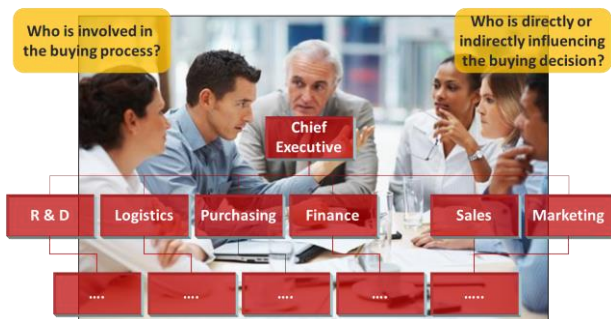 Who is involved in
the buying process?
Who is directly or
indirectly influencing
the buying decision?
Chief
Executive
R & D
Logistics
Purchasing
Finance
Sales
Marketing
....
....
....
....
.....